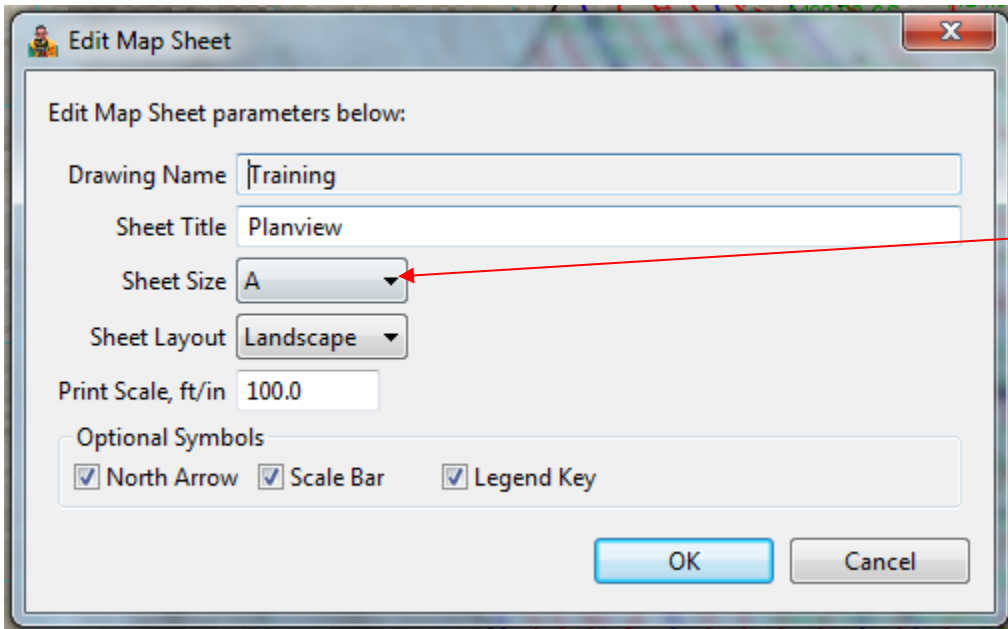 Edit Map Sheet
Edit Map Sheet parameters below:
Drawing Name Training
Sheet Title Planview
Sheet Size A
Sheet Layout Landscape
Print Scale, ft/in 100.0
Optional Symbols
North Arrow Scale Bar Legend Key
OK Cancel